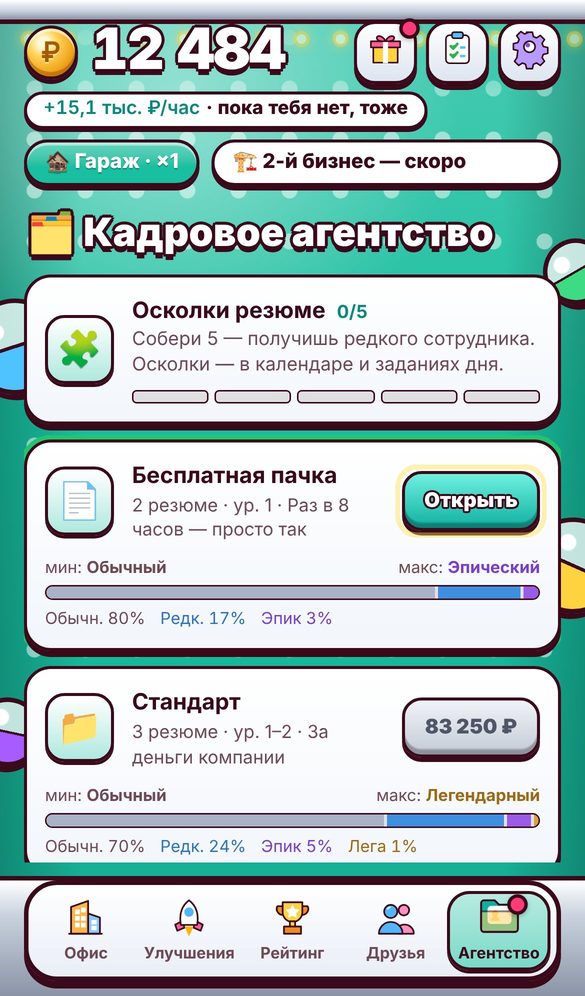 ₽ 12 484
+15,1 тыс. ₽/час · пока тебя нет, тоже
Гараж · ×1
2-й бизнес — скоро
Кадровое агентство
Осколки резюме 0/5
Собери 5 — получишь редкого сотрудника.
Осколки — в календаре и заданиях дня.
Бесплатная пачка
2 резюме · ур. 1 · Раз в 8
часов — просто так
Открыть
мин: Обычный
макс: Эпический
Обычн. 80% Редк. 17% Эпик 3%
Стандарт
3 резюме · ур. 1–2 · За
деньги компании
83 250 ₽
мин: Обычный
макс: Легендарный
Обычн. 70% Редк. 24% Эпик 5% Лега 1%
Офис
Улучшения
Рейтинг
Друзья
Агентство